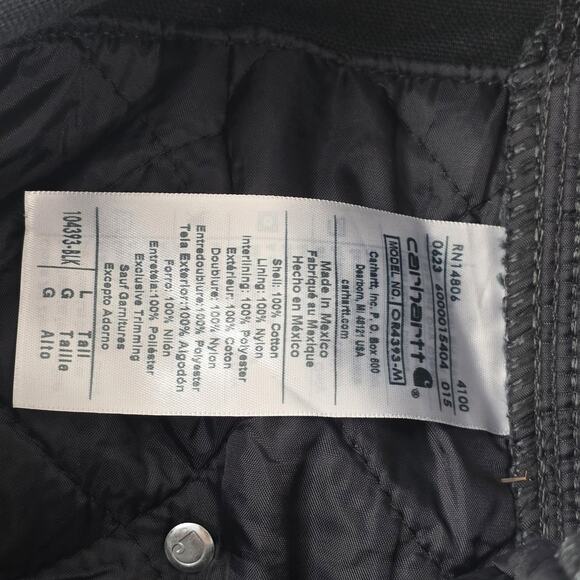 RN14806 4100
0623 6000015404 015
carhartt ®
MODEL NO. OR4393-M
Carhartt, Inc. P. O. Box 600
Dearborn, MI 48121 USA
carhartt.com
Made in Mexico
Fabriqué au Mexique
Hecho en México
Shell: 100% Cotton
Lining: 100% Nylon
Interlining: 100% Polyester
Extérieur: 100% Coton
Doublure: 100% Nylon
Entredoublure: 100% Polyester
Tela Exterior: 100% Algodón
Forro: 100% Nilón
Entretela: 100% Poliéster
Exclusive Trimming
Sauf Garnitures
Excepto Adorno
104393-BLK L Tall
G Taille
G Alto